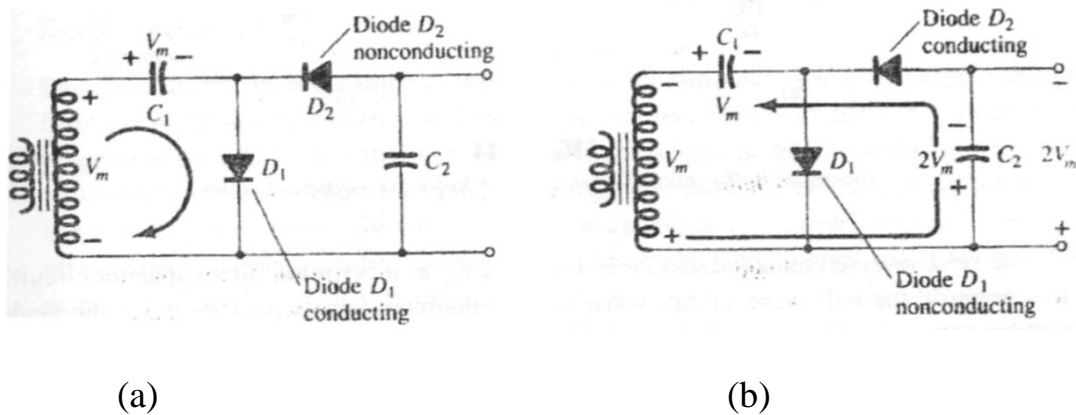 Diode D₂
nonconducting
+ Vₘ −
C₁
D₂
+
Vₘ
−
D₁
C₂
Diode D₁
conducting
(a)
Diode D₂
conducting
+ C₁ −
Vₘ
−
Vₘ
+
D₁
−
2Vₘ
+
C₂
−
2Vₘ
+
Diode D₁
nonconducting
(b)